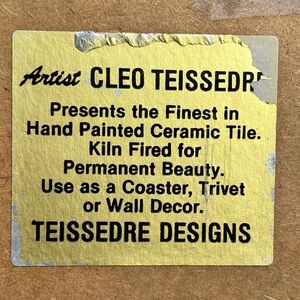 Artist CLEO TEISSEDR
Presents the Finest in
Hand Painted Ceramic Tile.
Kiln Fired for
Permanent Beauty.
Use as a Coaster, Trivet
or Wall Decor.
TEISSEDRE DESIGNS